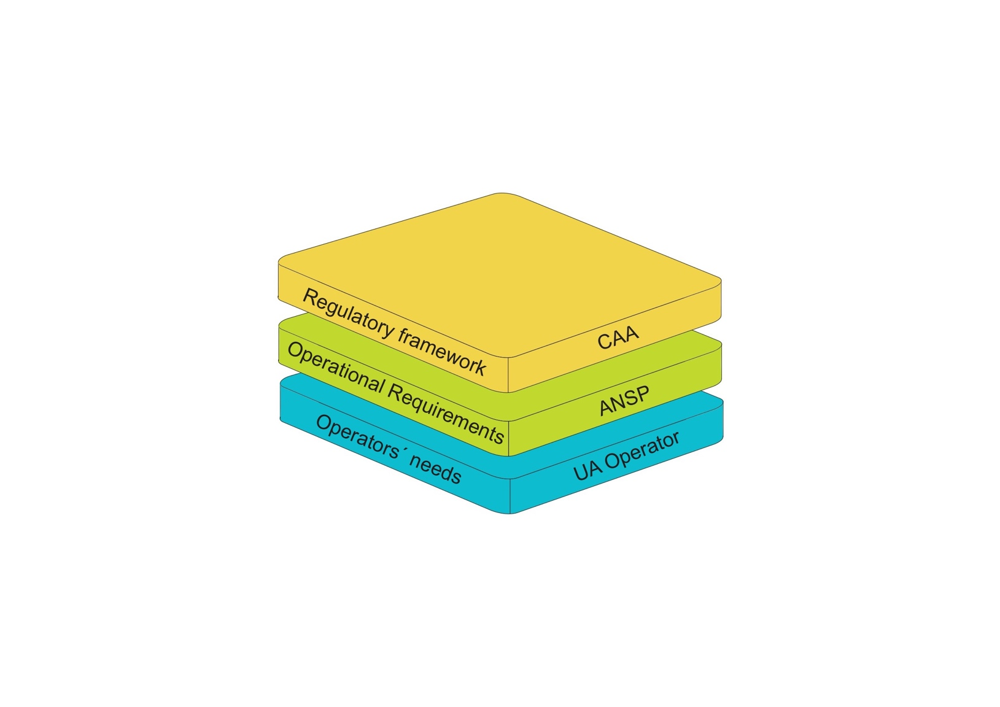 Regulatory framework
CAA
Operational Requirements
ANSP
Operators´ needs
UA Operator